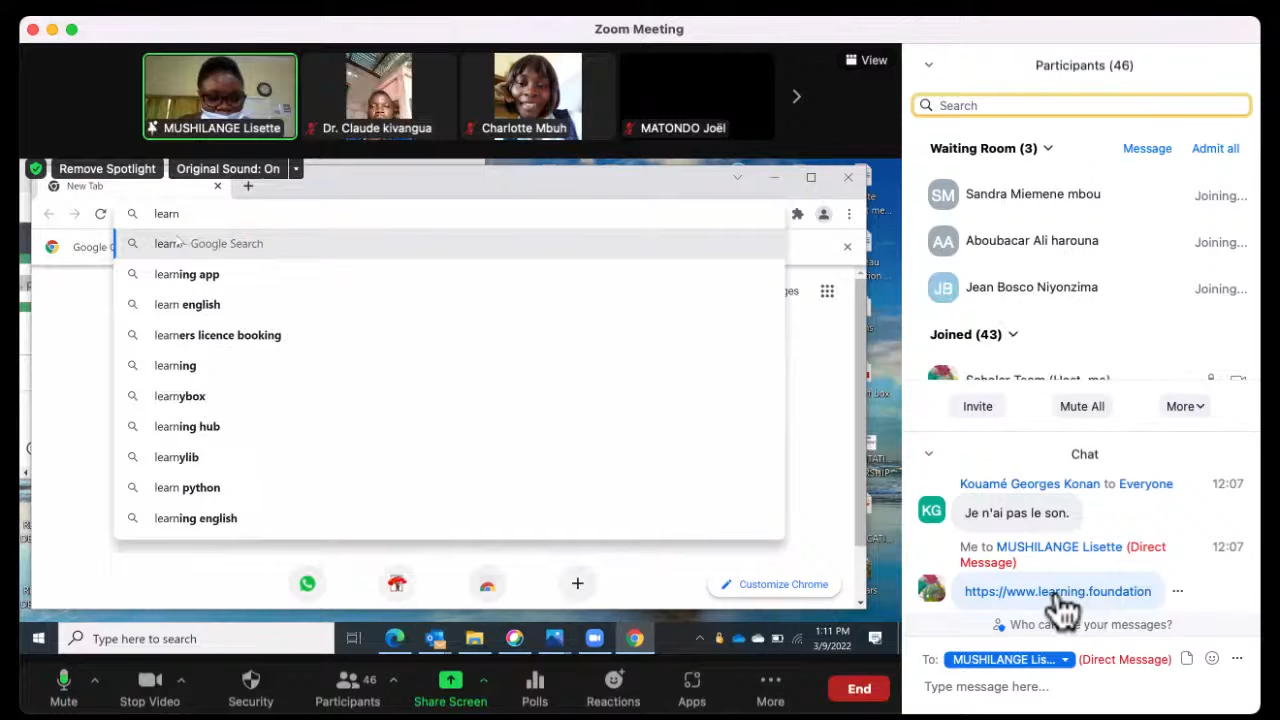 Zoom Meeting
View
MUSHILANGE Lisette
Dr. Claude kivangua
Charlotte Mbuh
MATONDO Joël
Remove Spotlight
Original Sound: On
New Tab
learn
Google
learn - Google Search
learning app
learn english
learners licence booking
learning
learnybox
learning hub
learnylib
learn python
learning english
Customize Chrome
Type here to search
1:11 PM
3/9/2022
Mute
Stop Video
Security
46
Participants
Share Screen
Polls
Reactions
Apps
More
End
Participants (46)
Search
Waiting Room (3)
Message
Admit all
SM
Sandra Miemene mbou
Joining...
AA
Aboubacar Ali harouna
Joining...
JB
Jean Bosco Niyonzima
Joining...
Joined (43)
Scholar Team (Host, me)
Invite
Mute All
More
Chat
Kouamé Georges Konan to Everyone
12:07
KG
Je n'ai pas le son.
Me to MUSHILANGE Lisette (Direct
Message)
12:07
https://www.learning.foundation
your messages?
To:
MUSHILANGE Lis...
(Direct Message)
Type message here...